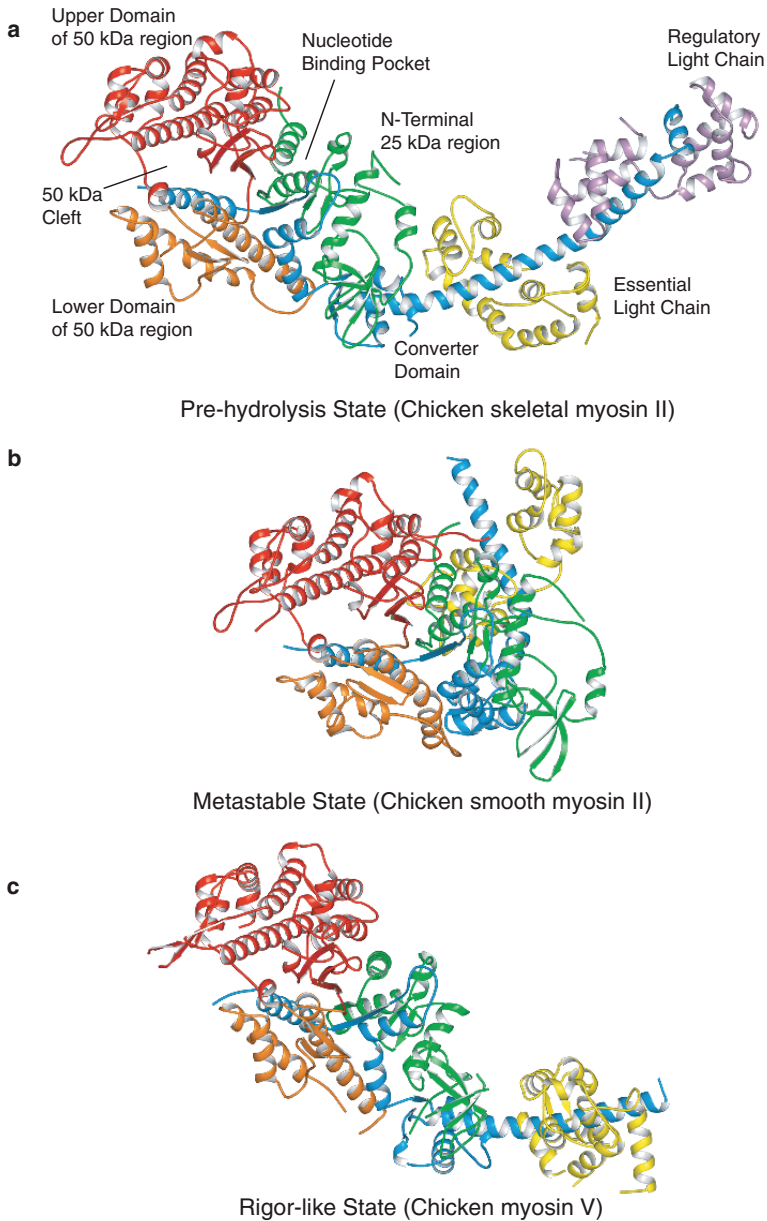 a
Upper Domain
of 50 kDa region
Nucleotide
Binding Pocket
Regulatory
Light Chain
N-Terminal
25 kDa region
50 kDa
Cleft
Lower Domain
of 50 kDa region
Essential
Light Chain
Converter
Domain
Pre-hydrolysis State (Chicken skeletal myosin II)
b
Metastable State (Chicken smooth myosin II)
c
Rigor-like State (Chicken myosin V)